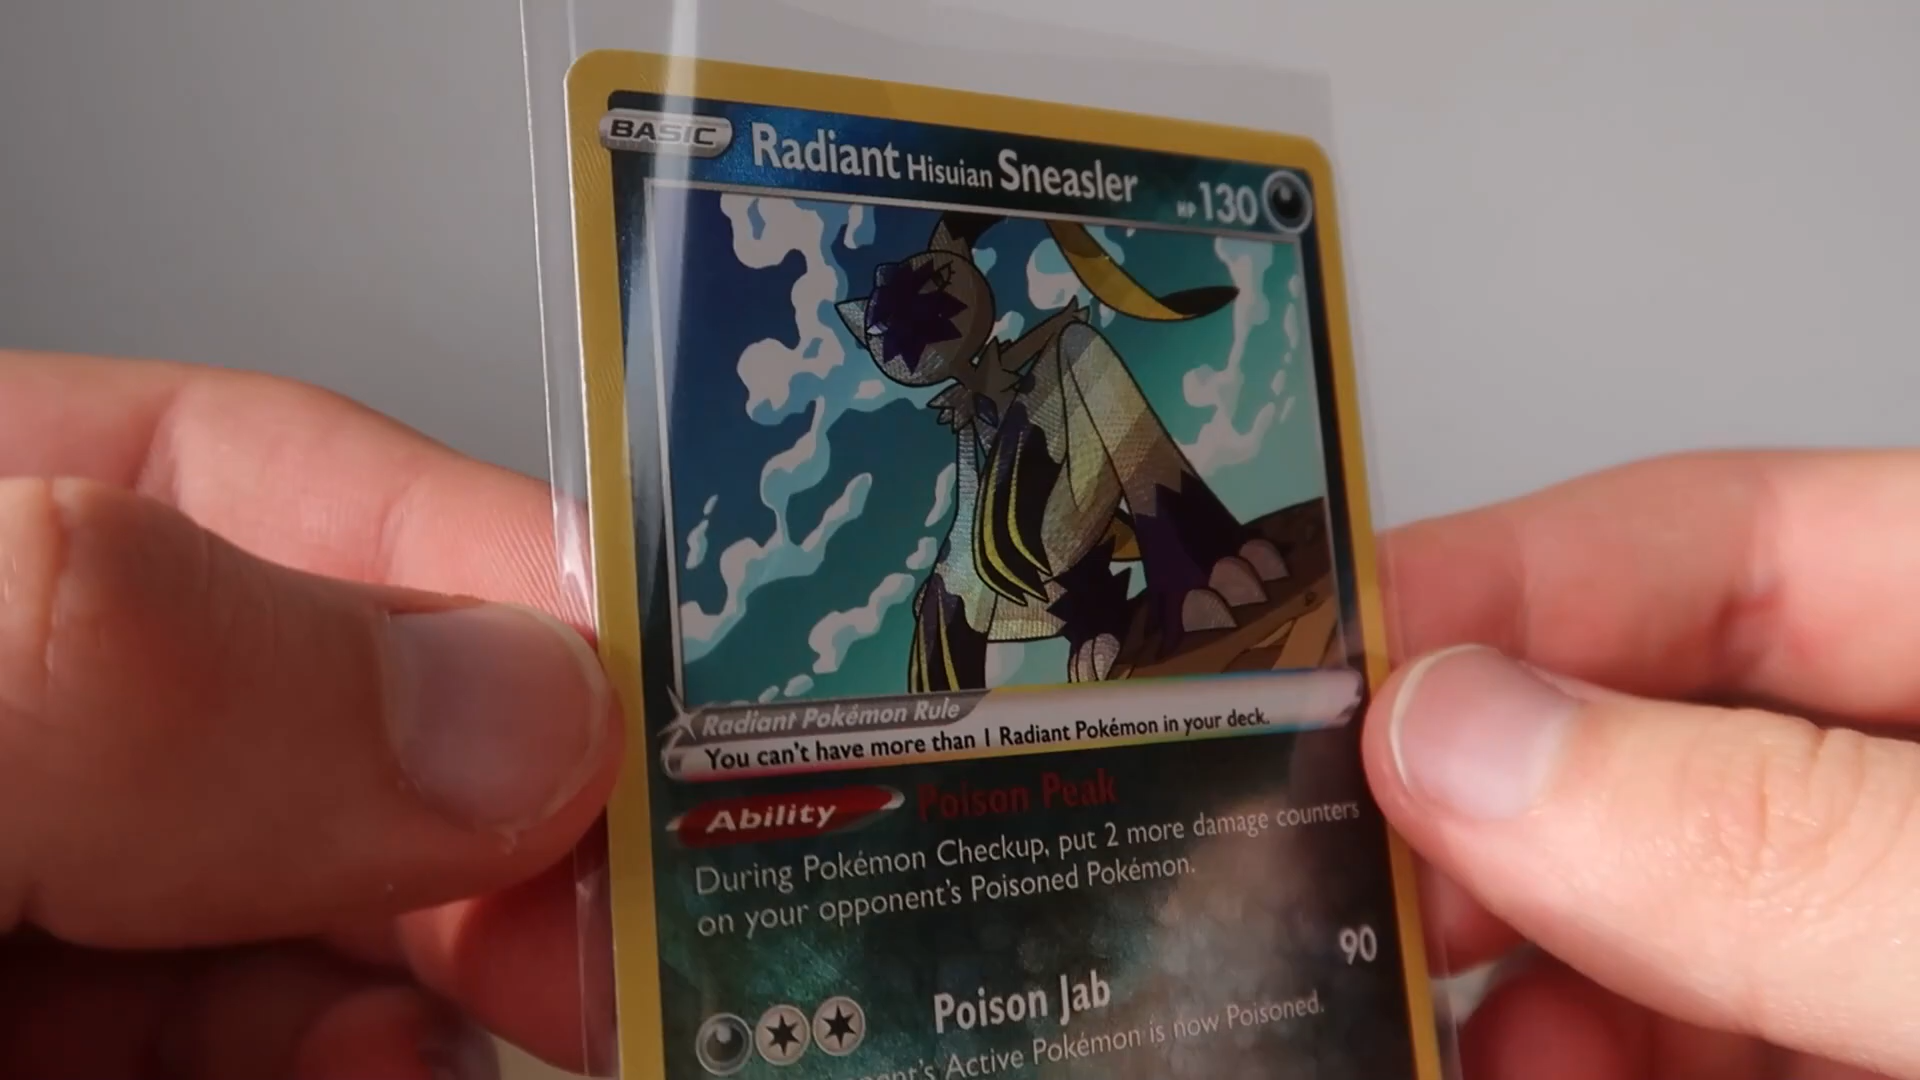 BASIC Radiant Hisuian Sneasler HP 130
Radiant Pokémon Rule
You can't have more than 1 Radiant Pokémon in your deck.
Ability Poison Peak
During Pokémon Checkup, put 2 more damage counters
on your opponent's Poisoned Pokémon.
Poison Jab 90
Active Pokémon is now Poisoned.